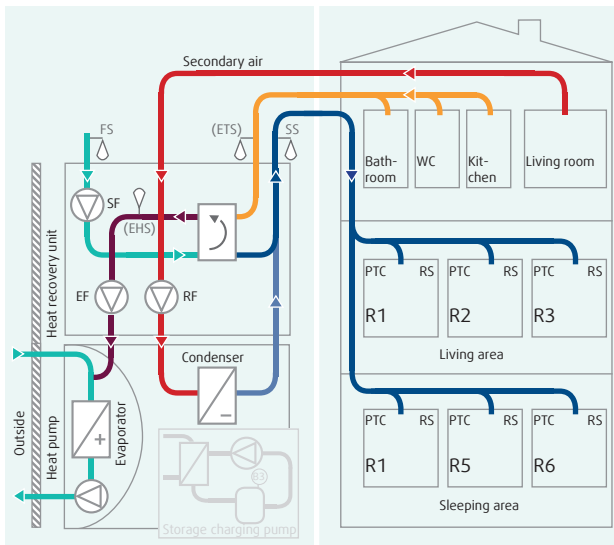 Secondary air
FS
(ETS)
SS
Bath-
room
WC
Kit-
chen
Living room
SF
(EHS)
Heat recovery unit
EF
RF
PTC
RS
PTC
RS
PTC
RS
R1
R2
R3
Living area
Condenser
Outside
Heat pump
Evaporator
+
–
B3
Storage charging pump
PTC
RS
PTC
RS
PTC
RS
R1
R5
R6
Sleeping area